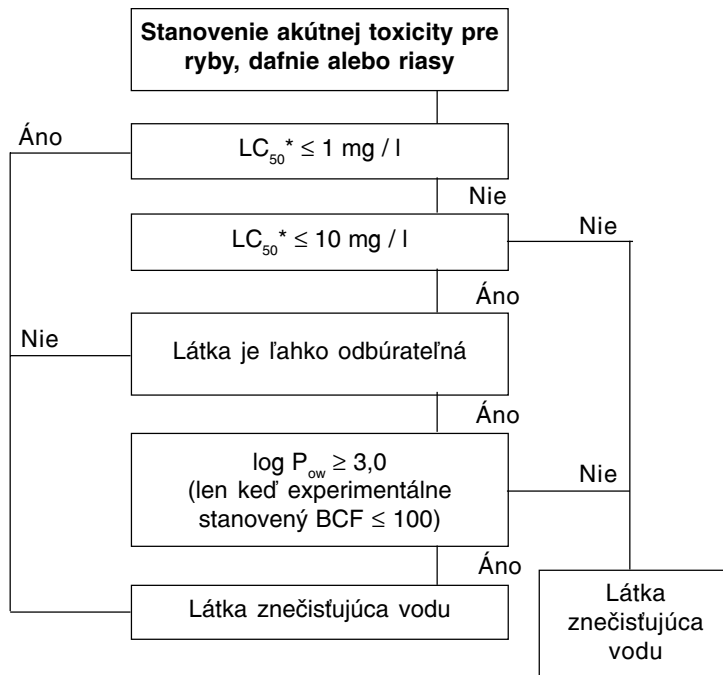 Stanovenie akútnej toxicity pre
ryby, dafnie alebo riasy
Áno
LC50* ≤ 1 mg / l
Nie
LC50* ≤ 10 mg / l
Nie
Áno
Nie
Látka je ľahko odbúrateľná
Áno
log Pow ≥ 3,0
(len keď experimentálne
stanovený BCF ≤ 100)
Nie
Áno
Látka znečisťujúca vodu
Látka
znečisťujúca
vodu